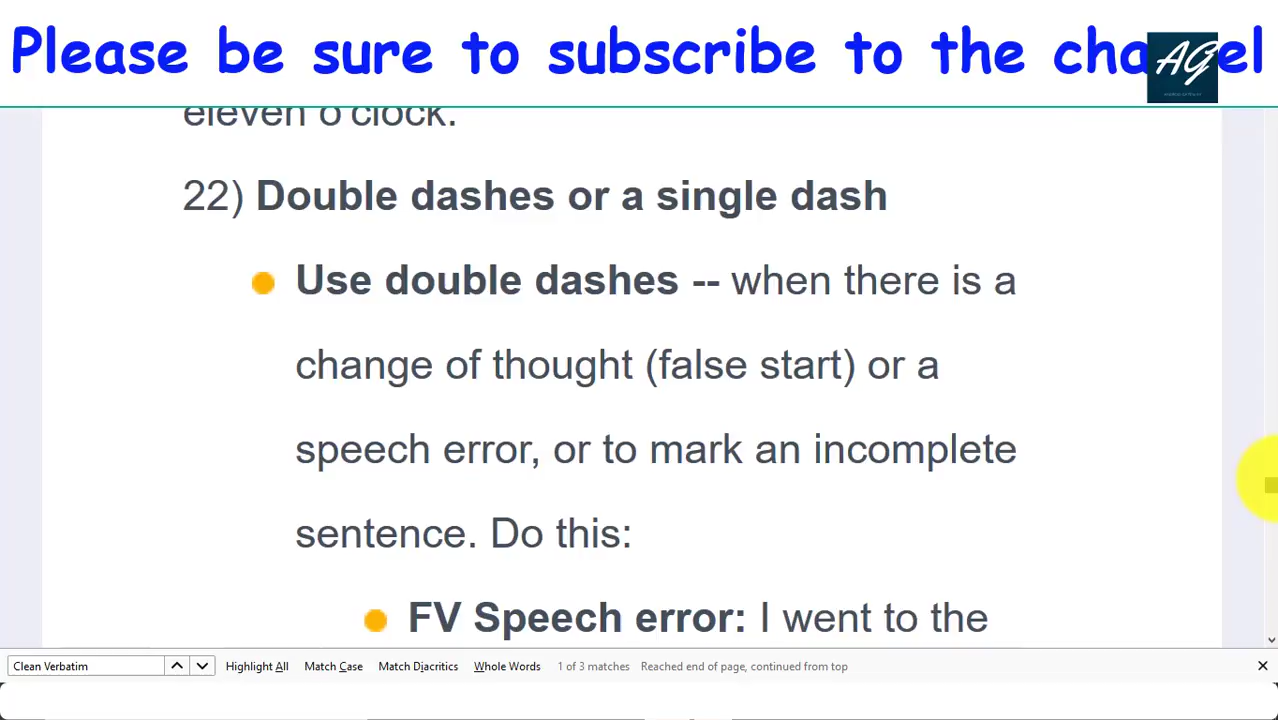 Please be sure to subscribe to the chanel
AG
eleven o'clock.
22) Double dashes or a single dash
Use double dashes -- when there is a
change of thought (false start) or a
speech error, or to mark an incomplete
sentence. Do this:
FV Speech error: I went to the
Clean Verbatim Highlight All Match Case Match Diacritics Whole Words 1 of 3 matches Reached end of page, continued from top